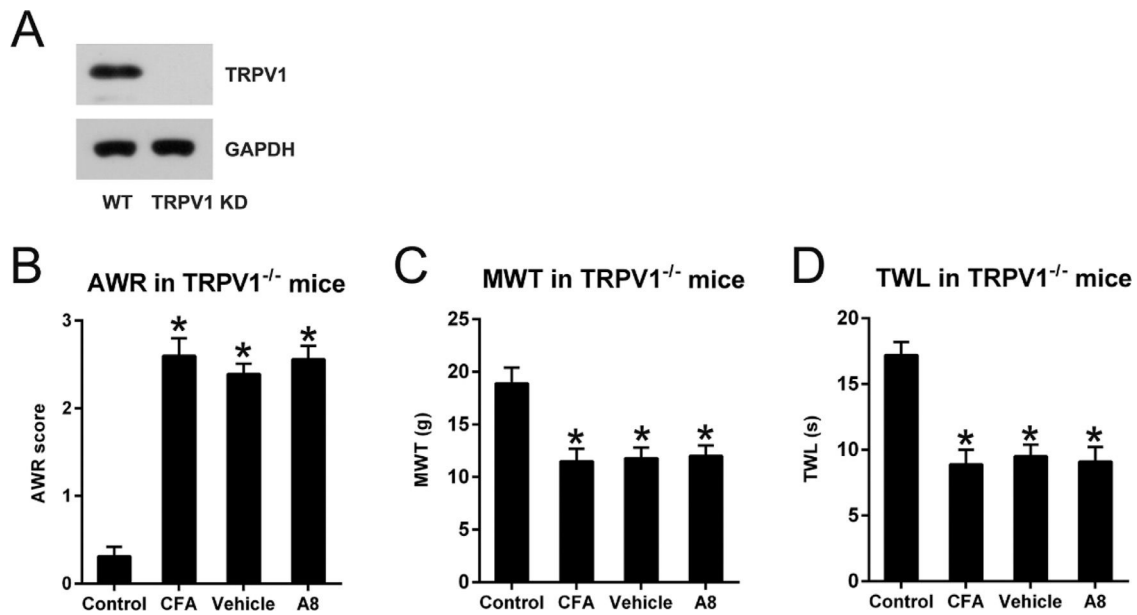 A
TRPV1
GAPDH
WT TRPV1 KD
B
AWR in TRPV1-/- mice
AWR score
3
2
1
0
* * *
Control CFA Vehicle A8
C
MWT in TRPV1-/- mice
MWT (g)
25
20
15
10
5
0
* * *
Control CFA Vehicle A8
D
TWL in TRPV1-/- mice
TWL (s)
20
15
10
5
0
* * *
Control CFA Vehicle A8